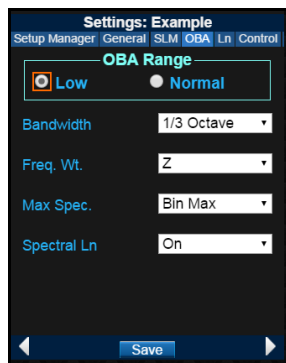 Settings: Example
Setup Manager General SLM OBA Ln Control
OBA Range
Low Normal
Bandwidth 1/3 Octave
Freq. Wt. Z
Max Spec. Bin Max
Spectral Ln On
Save